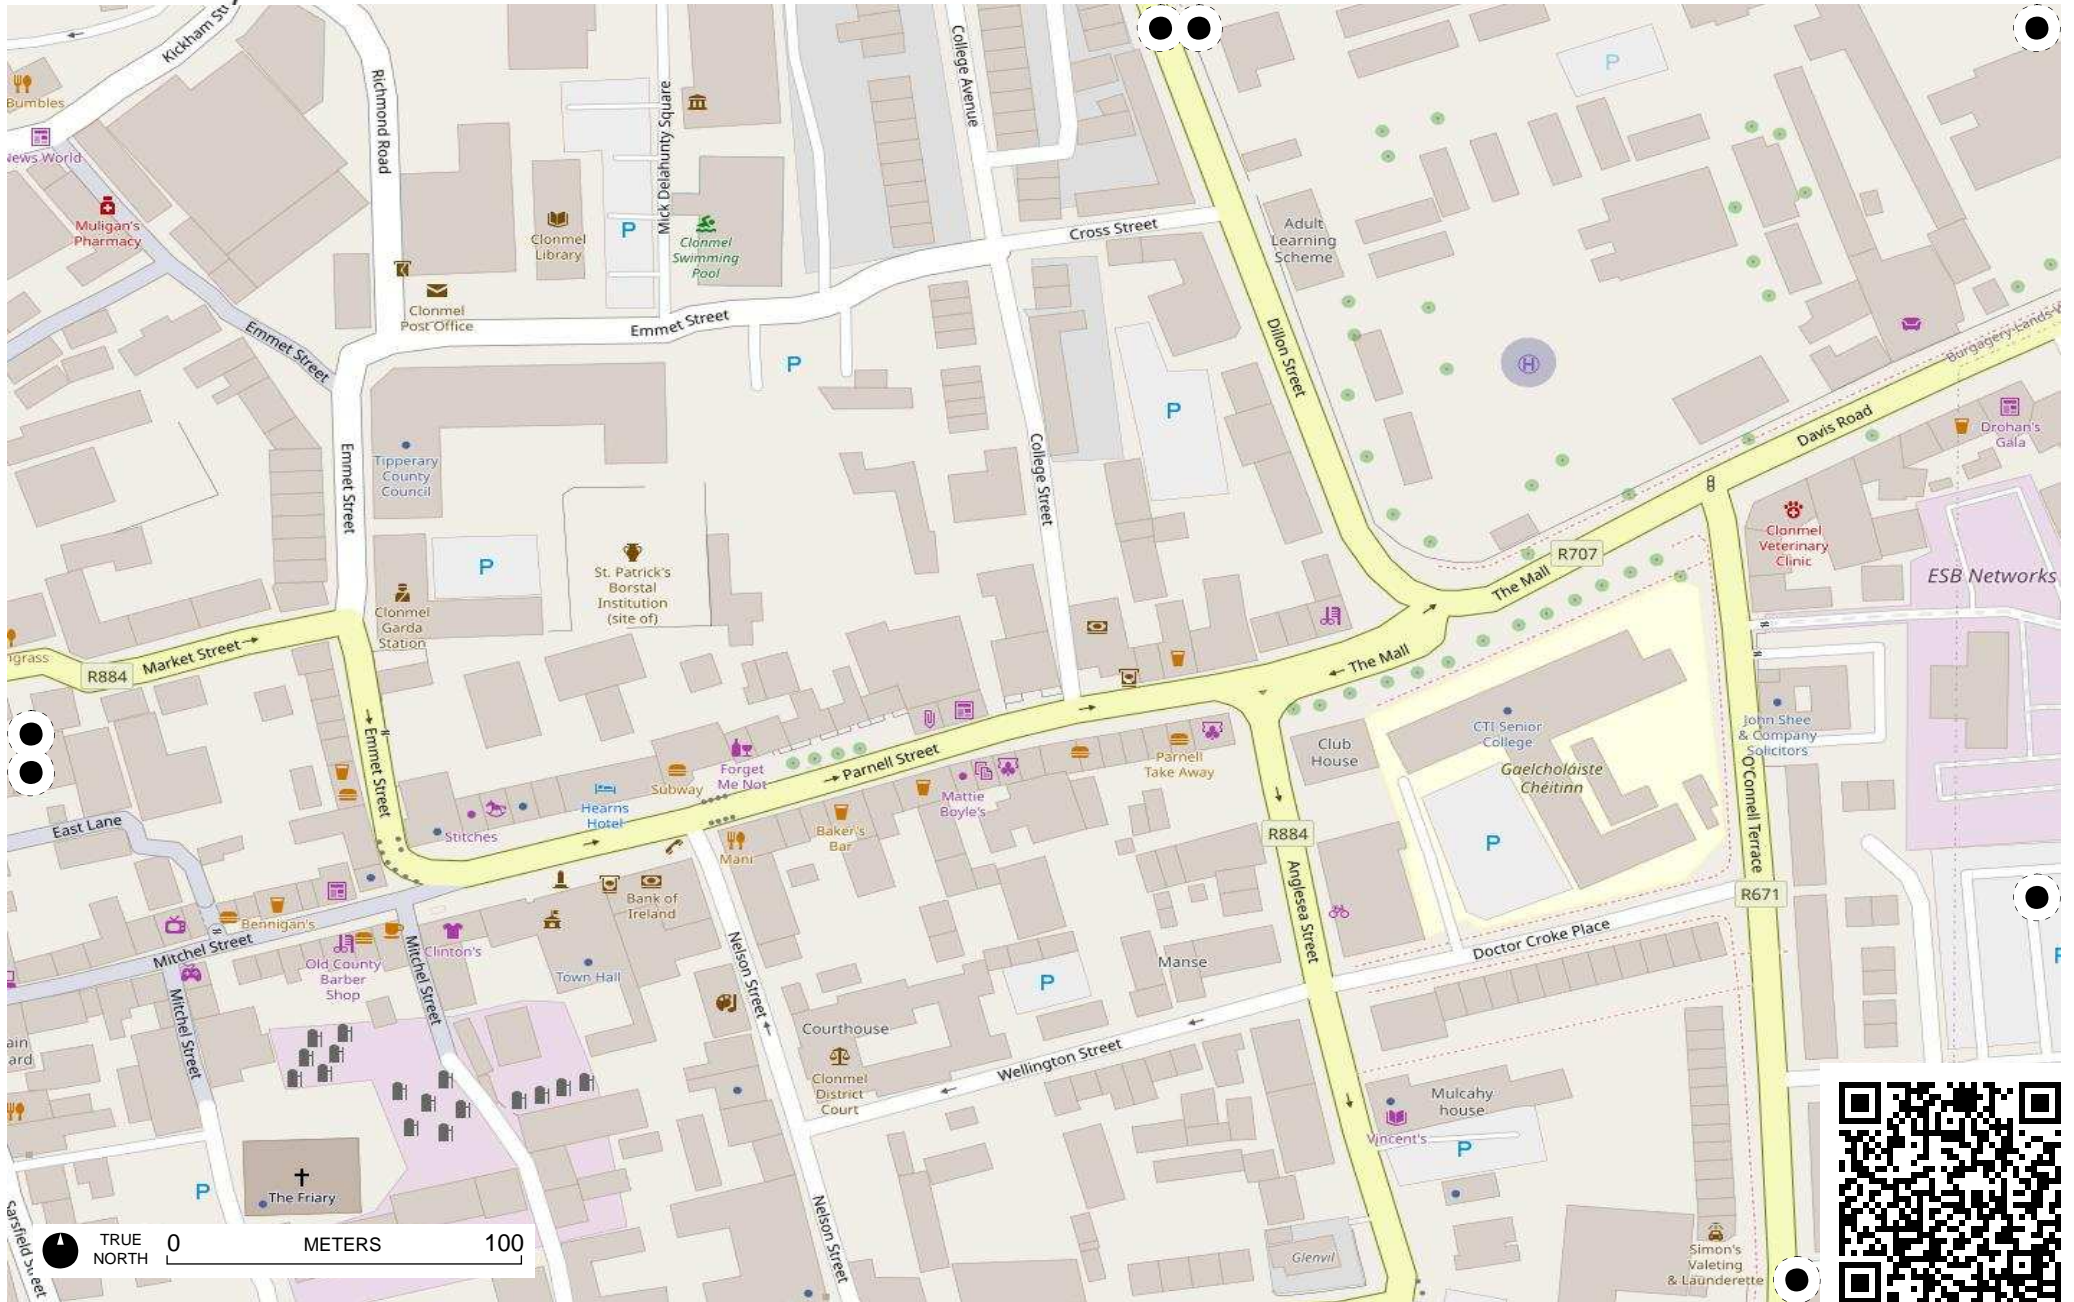 Kickham Str
Bumbles
News World
Muligan's
Pharmacy
Richmond Road
Clonmel
Library
P
Mick Delahunty Square
Clonmel
Swimming
Pool
College Avenue
Cross Street
P
Adult
Learning
Scheme
Clonmel
Post Office
Emmet Street
Emmet Street
P
P
Dillon Street
H
Burgagery Lands W
Davis Road
Drohan's
Gala
Tipperary
County
Council
Emmet Street
College Street
Clonmel
Veterinary
Clinic
ESB Networks
P
St. Patrick's
Borstal
Institution
(site of)
R707
The Mall
Clonmel
Garda
Station
ngrass
R884
Market Street
The Mall
CTI Senior
College
John Shee
& Company
Solicitors
Club
House
Parnell
Take Away
Gaelcholáiste
Chéitinn
Emmet Street
Parnell Street
Forget
Me Not
Subway
Hearns
Hotel
Mattie
Boyle's
Stitches
Baker's
Bar
Mani
East Lane
R884
P
O'Connell Terrace
R671
Bennigan's
Bank of
Ireland
Mitchel Street
Clinton's
Old County
Barber
Shop
Town Hall
Mitchel Street
Mitchel Street
Nelson Street
Anglesea Street
Manse
Doctor Croke Place
P
P
Courthouse
ain
ard
Clonmel
District
Court
Wellington Street
Mulcahy
house
Vincent's
P
The Friary
P
Sarsfield Street
Nelson Street
Glenvil
Simon's
Valeting
& Launderette
TRUE
NORTH
0 METERS 100